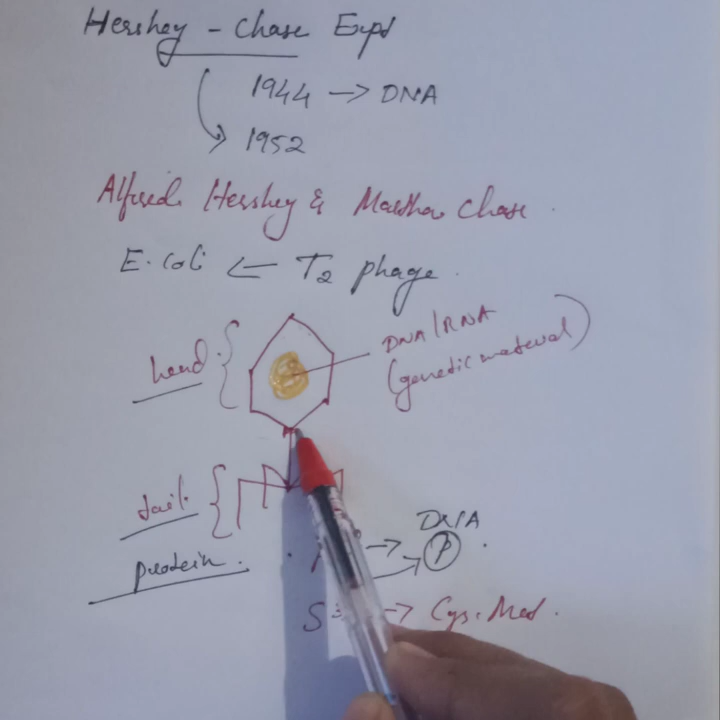 Hershey - Chase Expt
1944 → DNA
→ 1952
Alfred Hershey & Martha Chase.
E. coli ← T2 phage.
head
DNA/RNA
(genetic material)
tail
protein.
DNA
→ P.
S → Cys. Met.